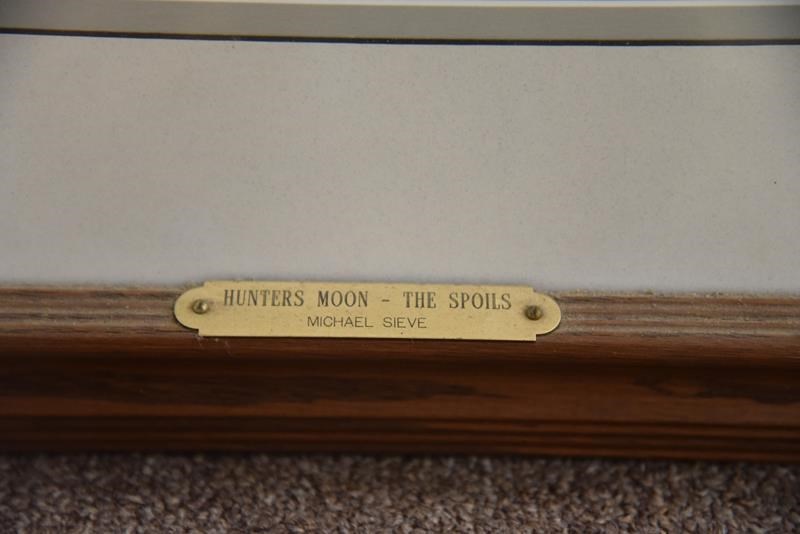 HUNTERS MOON - THE SPOILS
MICHAEL SIEVE